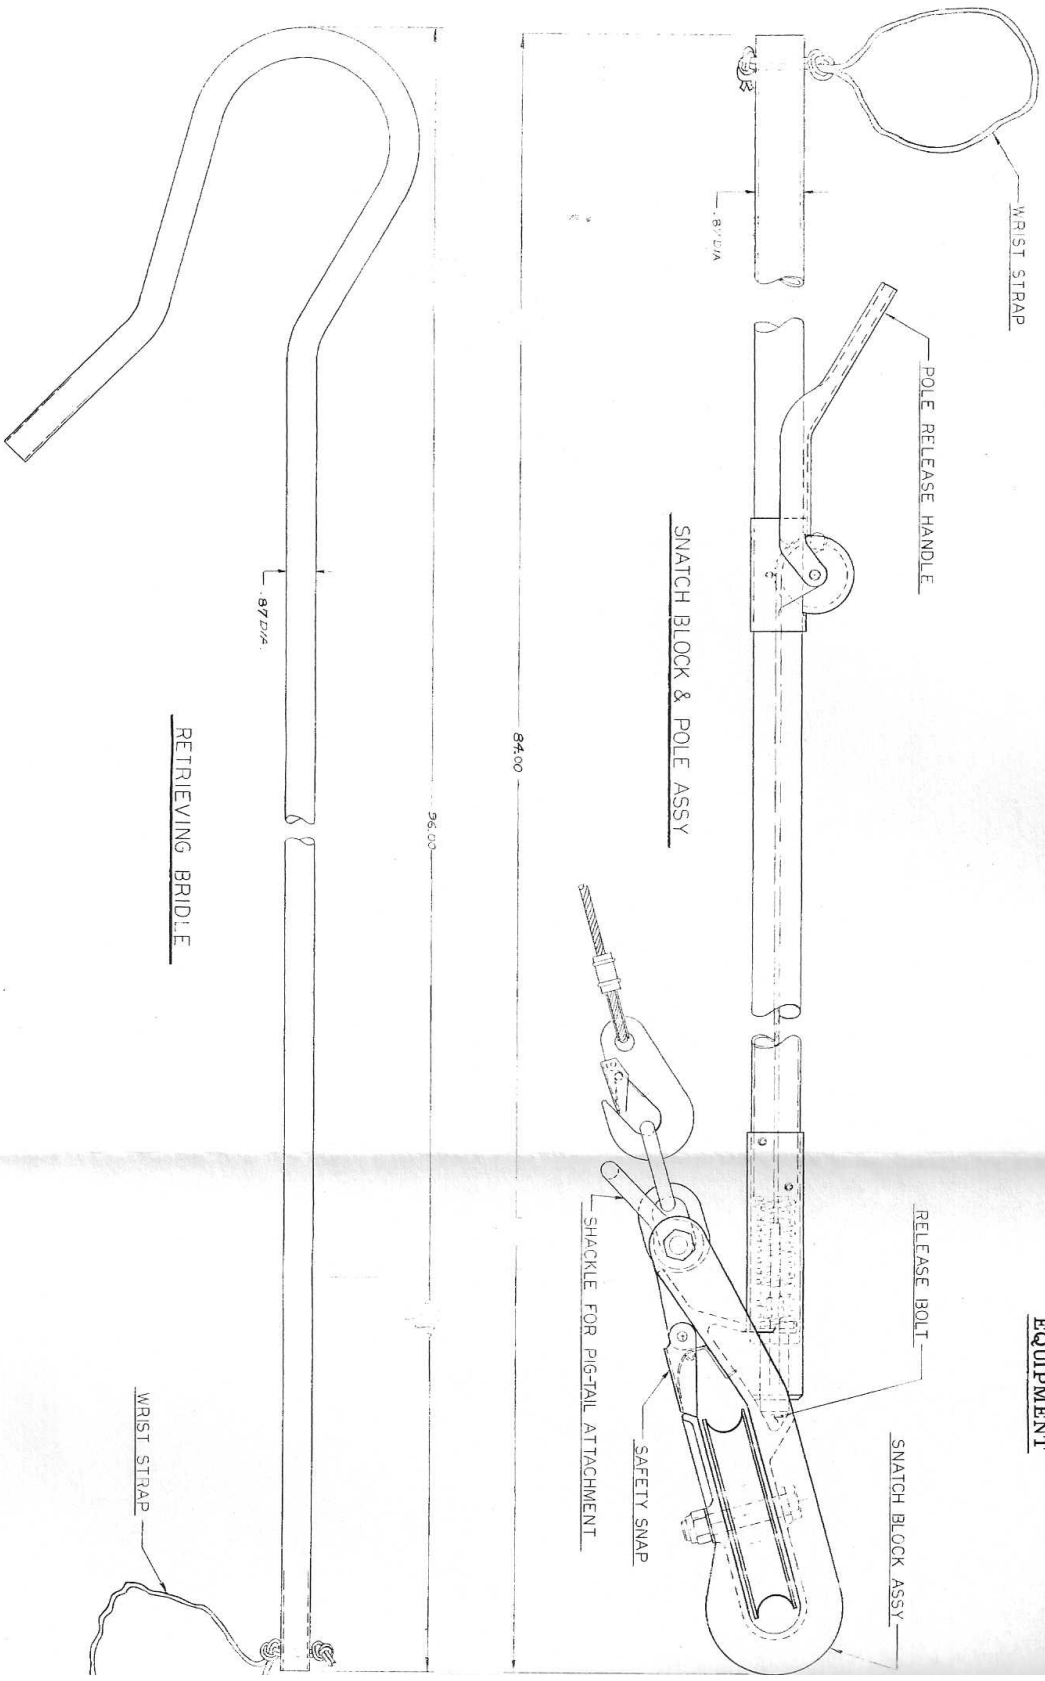 EQUIPMENT
WRIST STRAP
POLE RELEASE HANDLE
RELEASE BOLT
SNATCH BLOCK ASSY
.87 DIA
SNATCH BLOCK & POLE ASSY
SHACKLE FOR PIG-TAIL ATTACHMENT
SAFETY SNAP
84.00
96.00
.87 DIA.
RETRIEVING BRIDLE
WRIST STRAP